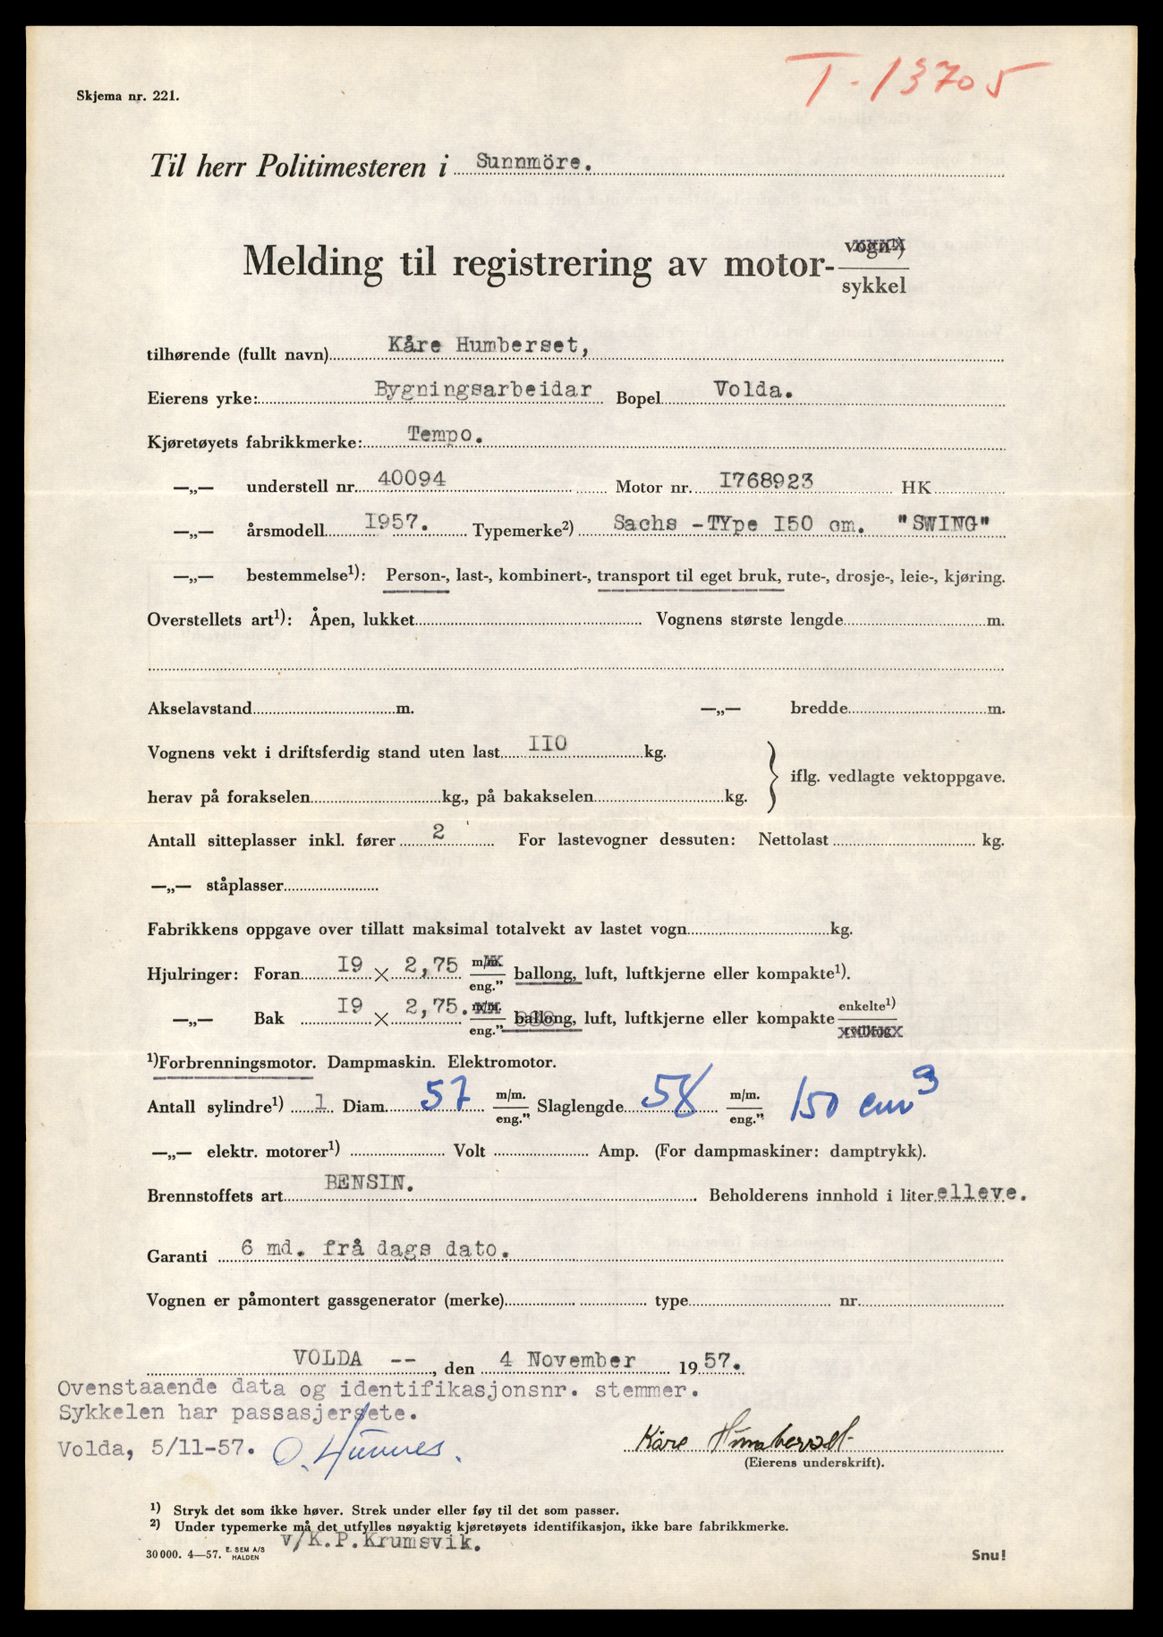 T-13705
Skjema nr. 221.
Til herr Politimesteren i Sunnmöre.
Melding til registrering av motor-vogn¹)
sykkel
tilhørende (fullt navn) Kåre Humberset,
Eierens yrke: Bygningsarbeidar Bopel Volda.
Kjøretøyets fabrikkmerke: Tempo.
—„— understell nr. 40094 Motor nr. I768923 HK
—„— årsmodell I957. Typemerke²) Sachs -TYpe I50 cm. "SWING"
—„— bestemmelse¹): Person-, last-, kombinert-, transport til eget bruk, rute-, drosje-, leie-, kjøring.
Overstellets art¹): Åpen, lukket Vognens største lengde m.
Akselavstand m. —„— bredde m.
Vognens vekt i driftsferdig stand uten last IIO kg.
iflg. vedlagte vektoppgave.
herav på forakselen kg., på bakakselen kg.
Antall sitteplasser inkl. fører 2 For lastevogner dessuten: Nettolast kg.
—„— ståplasser
Fabrikkens oppgave over tillatt maksimal totalvekt av lastet vogn kg.
Hjulringer: Foran I9 × 2,75 m/m. eng." ballong, luft, luftkjerne eller kompakte¹).
—„— Bak I9 × 2,75. m/m. eng." ballong, luft, luftkjerne eller kompakte enkelte¹)
¹)Forbrenningsmotor. Dampmaskin. Elektromotor.
Antall sylindre¹) 1 Diam. 57 m/m. eng." Slaglengde 58 m/m. eng." 150 cm³
—„— elektr. motorer¹) Volt Amp. (For dampmaskiner: damptrykk).
Brennstoffets art BENSIN. Beholderens innhold i liter elleve.
Garanti 6 md. frå dags dato.
Vognen er påmontert gassgenerator (merke) type nr.
VOLDA --, den 4 November 1957.
Ovenstaaende data og identifikasjonsnr. stemmer.
Sykkelen har passasjersete.
Volda, 5/11-57. O. Humnes.
Kåre Humberset
(Eierens underskrift).
¹) Stryk det som ikke høver. Strek under eller føy til det som passer.
²) Under typemerke må det utfylles nøyaktig kjøretøyets identifikasjon, ikke bare fabrikkmerke.
v/K.P.Krumsvik.
30000. 4—57. E. SEM A/S HALDEN
Snu!